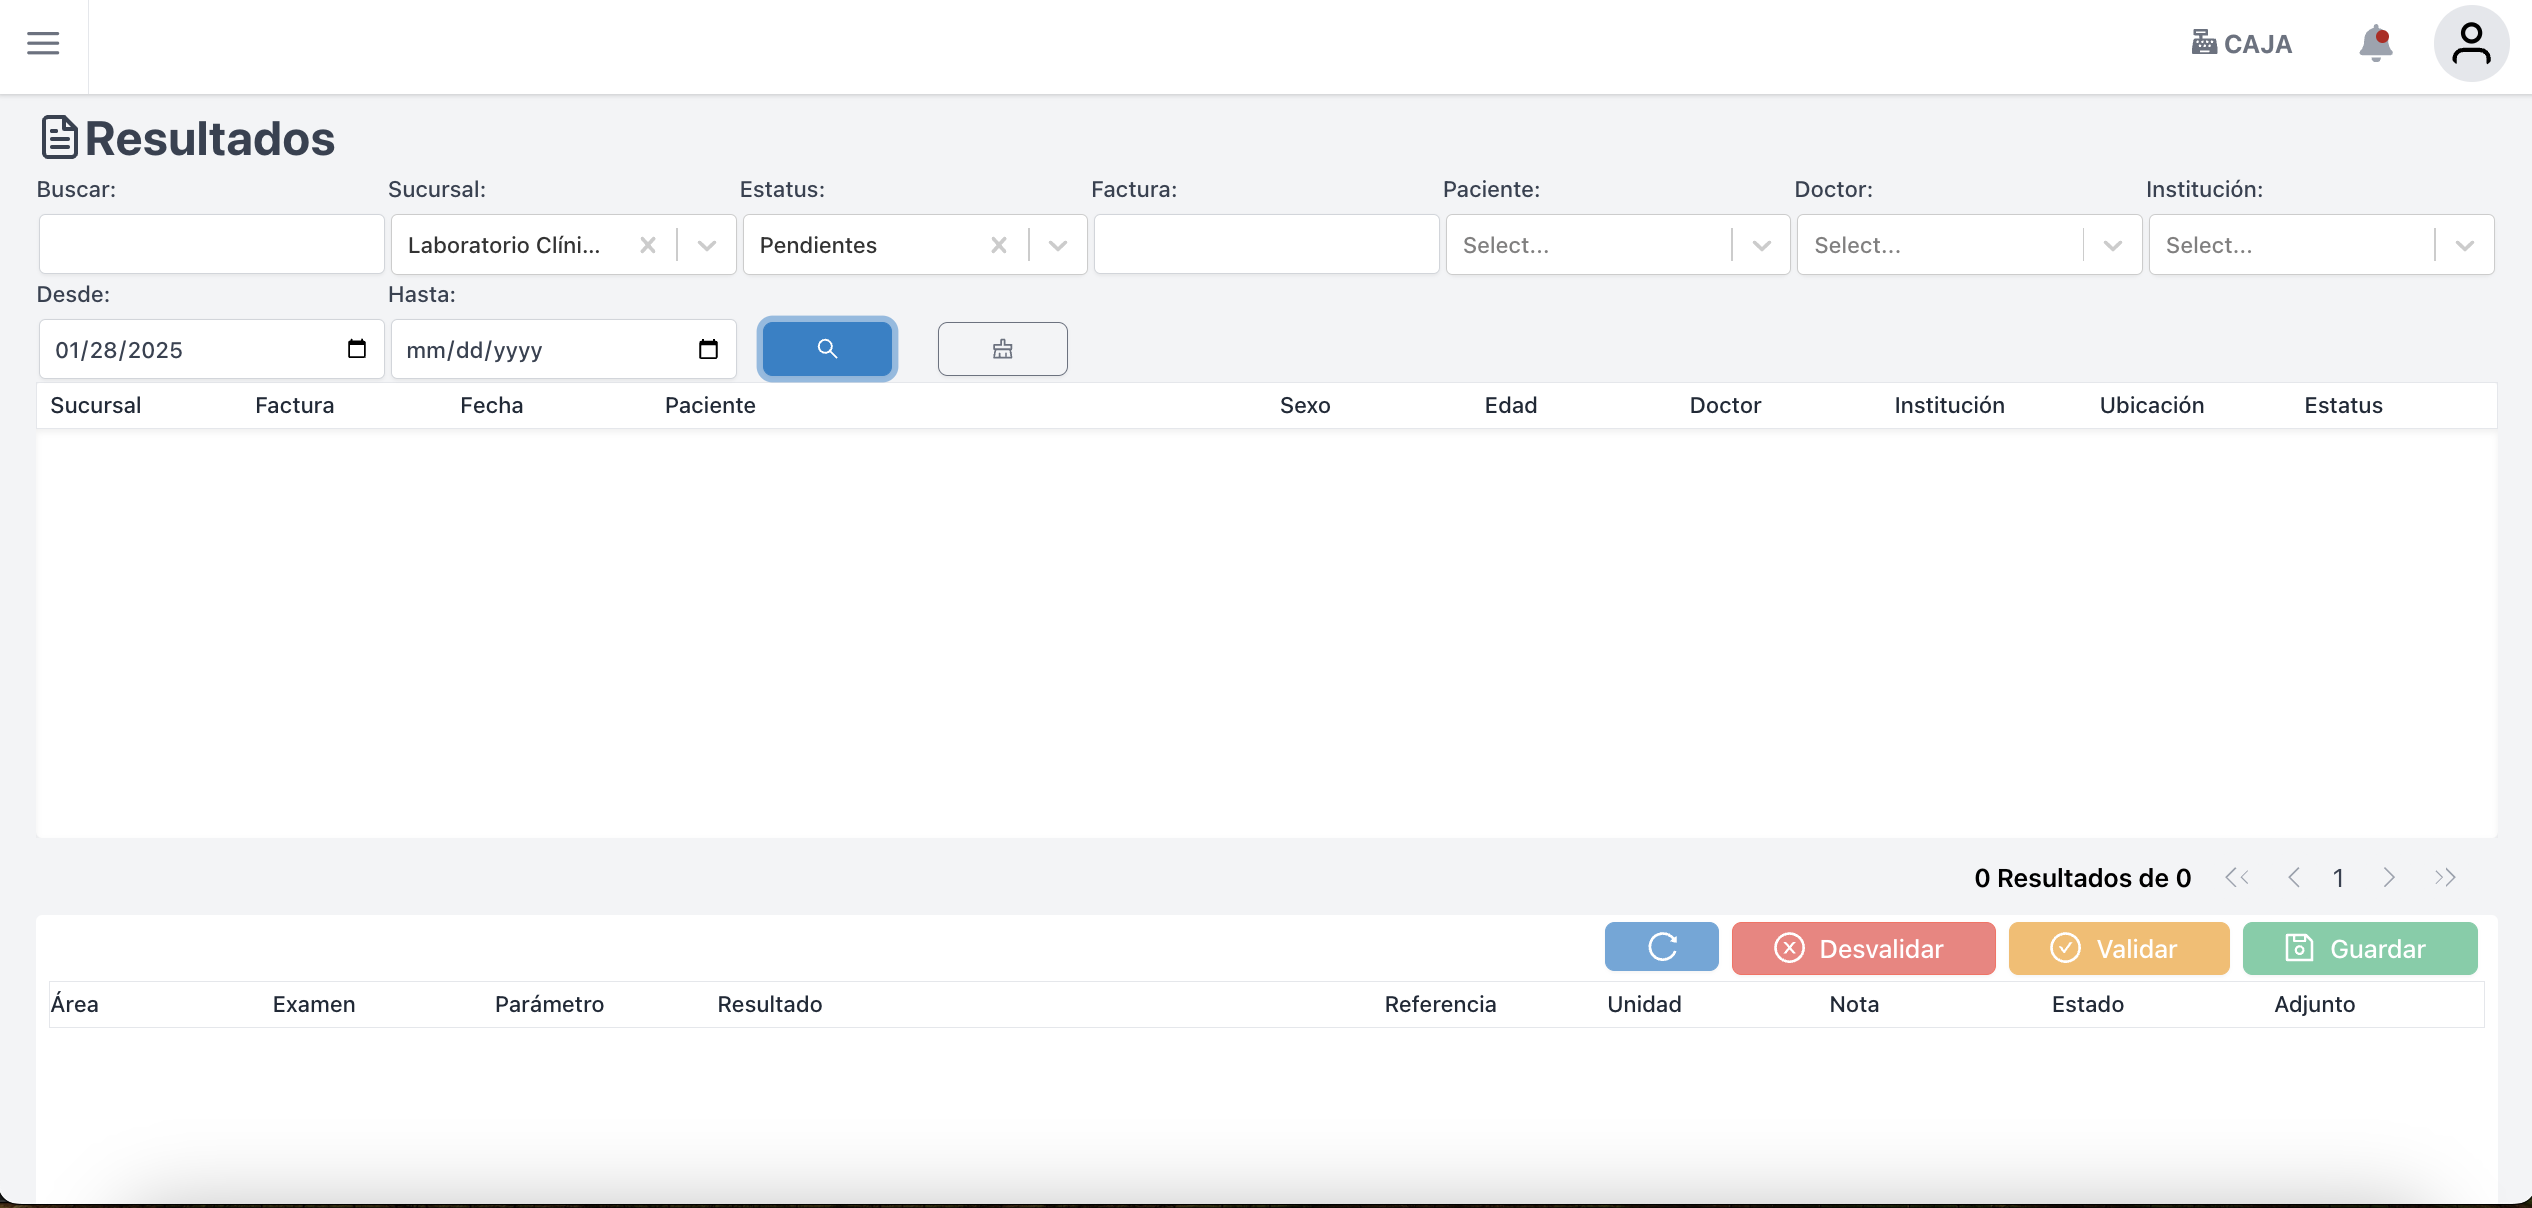 CAJA
Resultados
Buscar: Sucursal: Estatus: Factura: Paciente: Doctor: Institución:
Laboratorio Clíni... Pendientes Select... Select... Select...
Desde: Hasta:
01/28/2025 mm/dd/yyyy
Sucursal Factura Fecha Paciente Sexo Edad Doctor Institución Ubicación Estatus
0 Resultados de 0 1
Desvalidar Validar Guardar
Área Examen Parámetro Resultado Referencia Unidad Nota Estado Adjunto